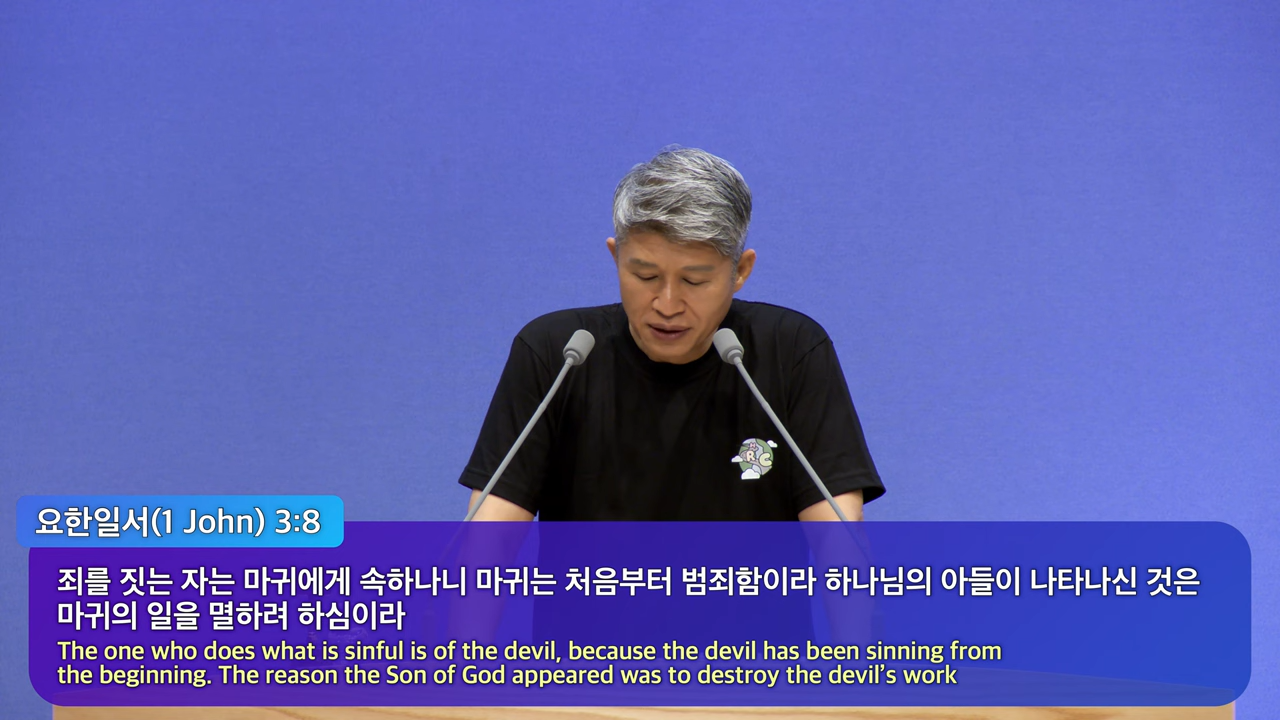 M
R C
요한일서(1 John) 3:8
죄를 짓는 자는 마귀에게 속하나니 마귀는 처음부터 범죄함이라 하나님의 아들이 나타나신 것은
마귀의 일을 멸하려 하심이라
The one who does what is sinful is of the devil, because the devil has been sinning from
the beginning. The reason the Son of God appeared was to destroy the devil’s work